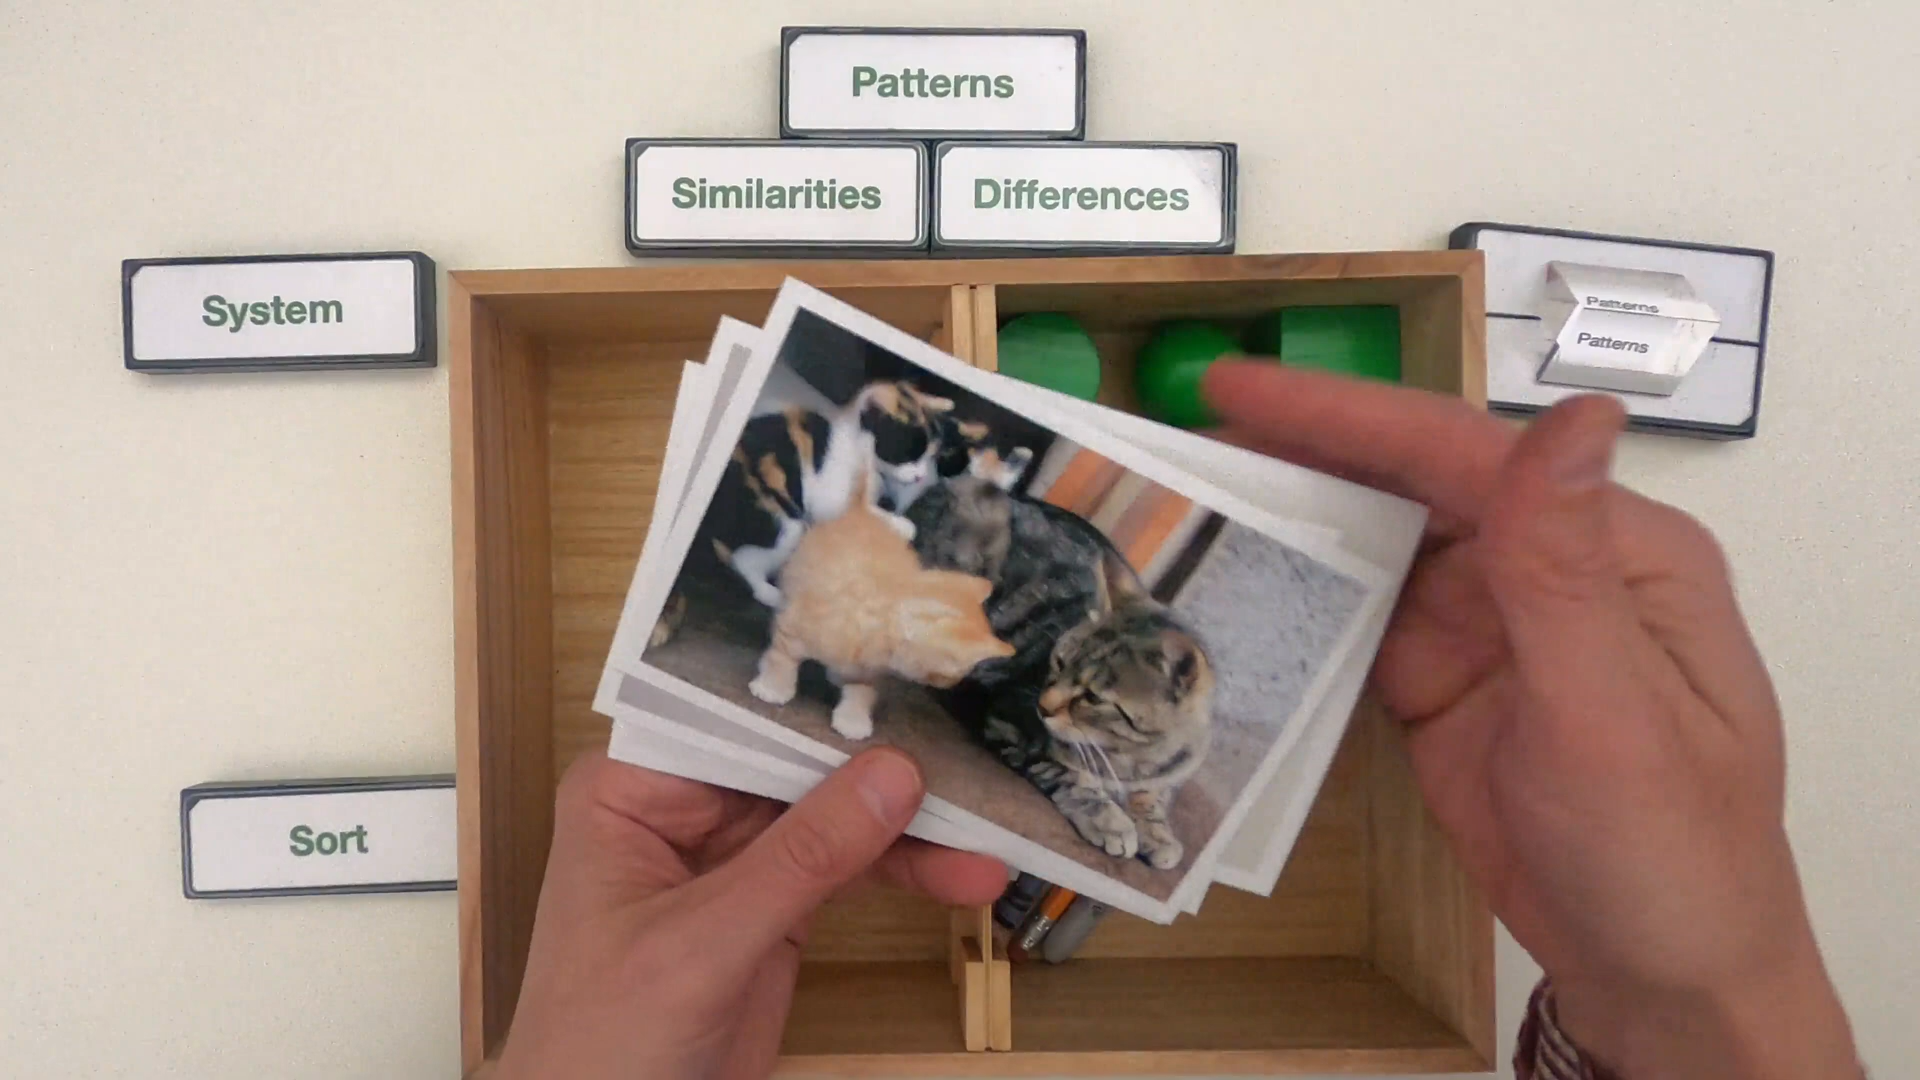 Patterns
Similarities
Differences
System
Patterns
Patterns
Sort